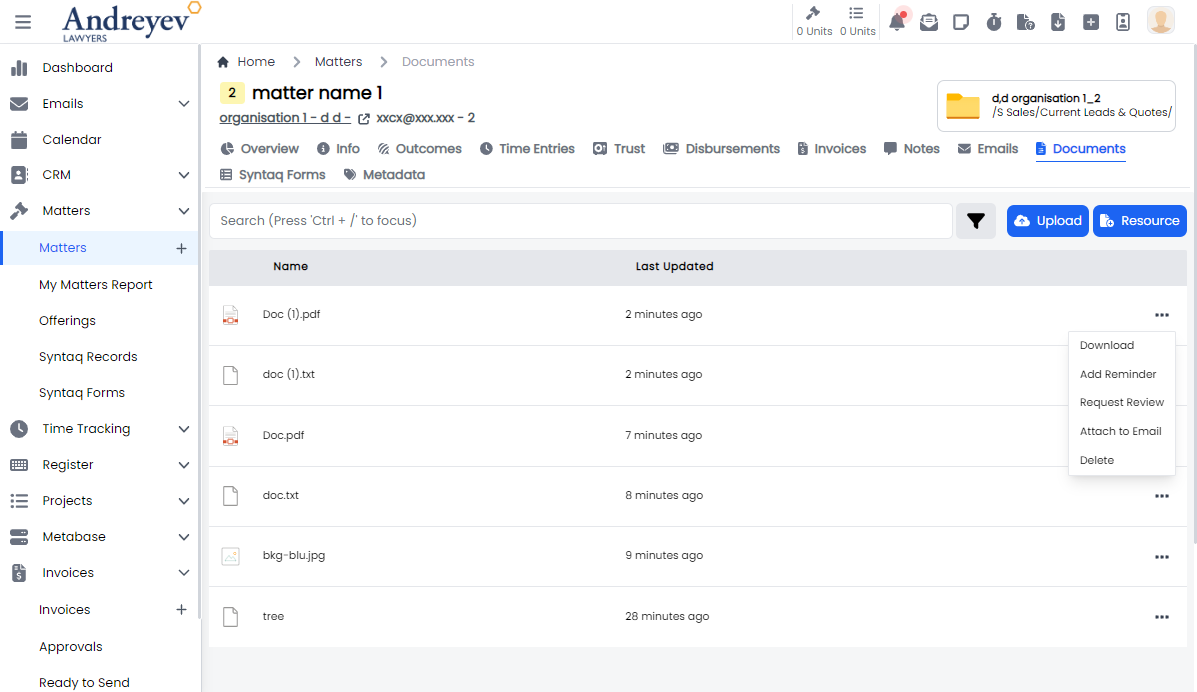 Andreyev
LAWYERS
0 Units 0 Units
Dashboard
Emails
Calendar
CRM
Matters
Matters
My Matters Report
Offerings
Syntaq Records
Syntaq Forms
Time Tracking
Register
Projects
Metabase
Invoices
Invoices
Approvals
Ready to Send
Home Matters Documents
2 matter name 1
organisation 1 - d d - xxcx@xxx.xxx - 2
d,d organisation 1_2
/S Sales/Current Leads & Quotes/
Overview Info Outcomes Time Entries Trust Disbursements Invoices Notes Emails Documents
Syntaq Forms Metadata
Search (Press 'Ctrl + /' to focus)
Upload Resource
Name Last Updated
Doc (1).pdf 2 minutes ago
doc (1).txt 2 minutes ago
Doc.pdf 7 minutes ago
doc.txt 8 minutes ago
bkg-blu.jpg 9 minutes ago
tree 28 minutes ago
Download
Add Reminder
Request Review
Attach to Email
Delete